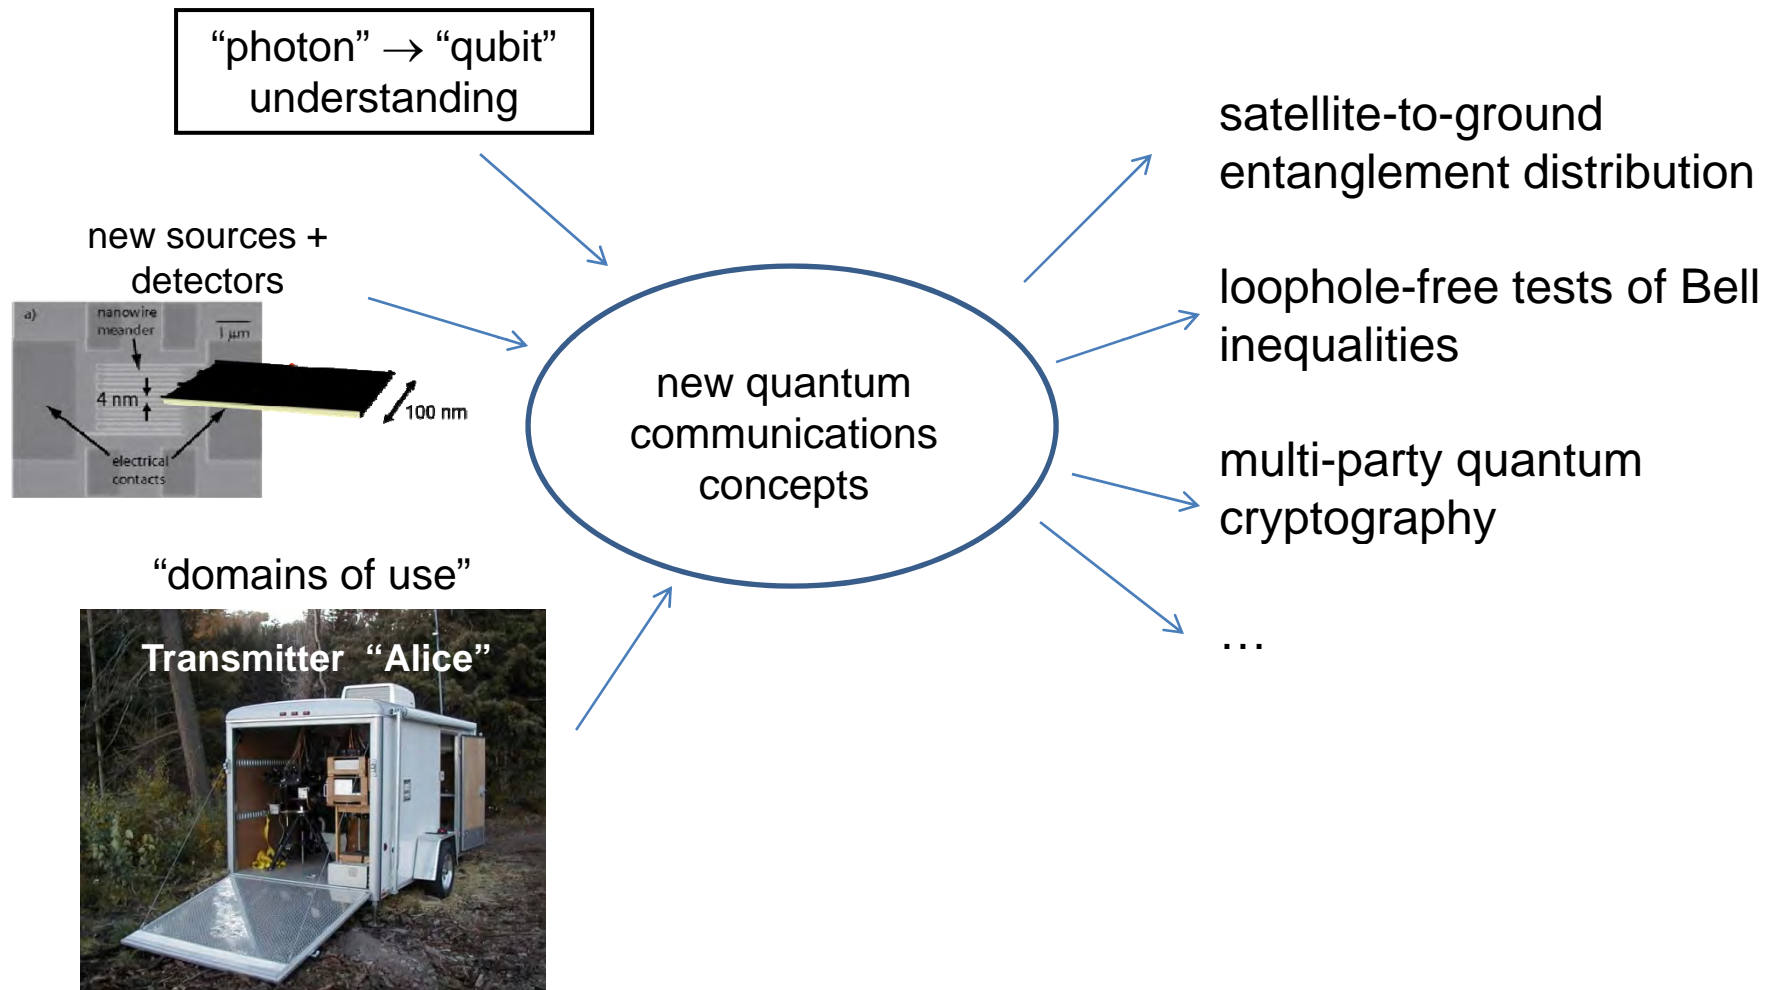 “photon” → “qubit”
understanding
new sources +
detectors
a)
nanowire
meander
1 μm
4 nm
100 nm
electrical
contacts
“domains of use”
Transmitter “Alice”
new quantum
communications
concepts
satellite-to-ground
entanglement distribution
loophole-free tests of Bell
inequalities
multi-party quantum
cryptography
…